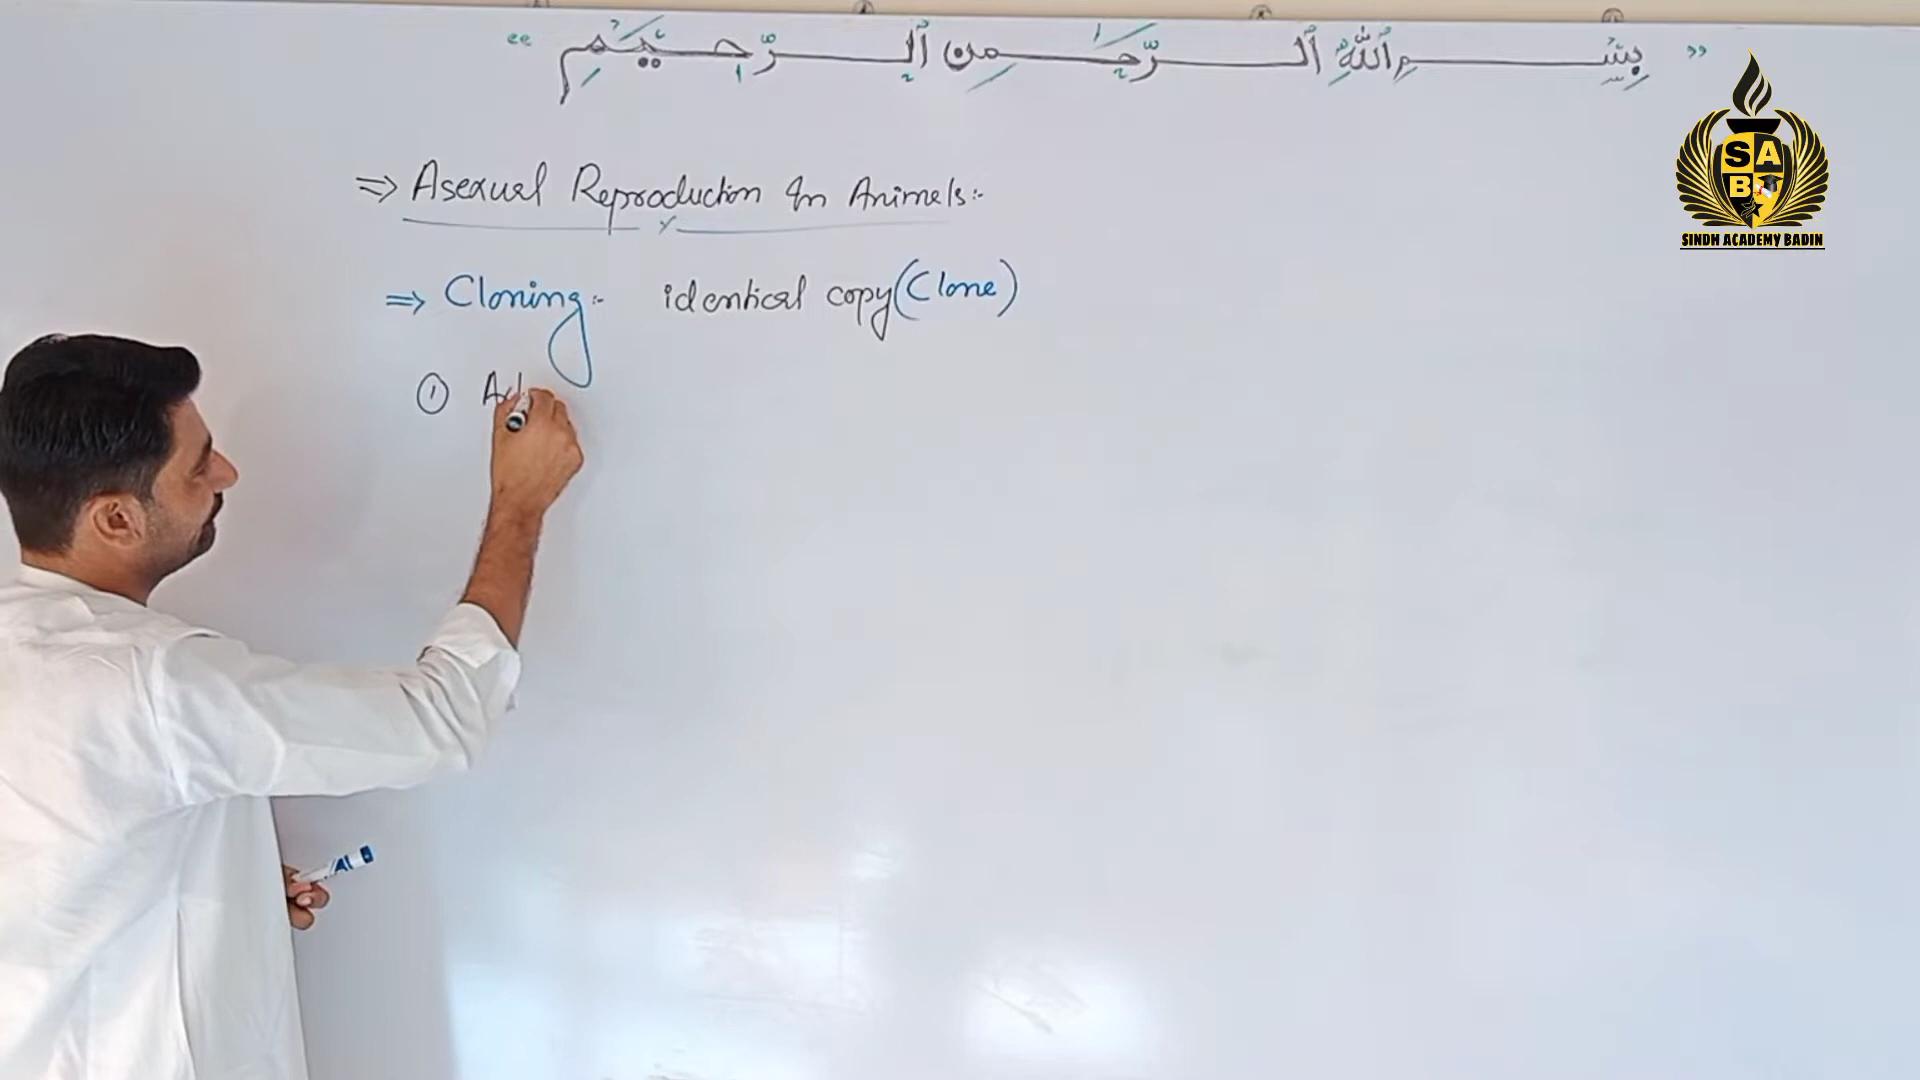 " بِسْمِ ٱللَّهِ ٱلرَّحْمَٰنِ ٱلرَّحِيمِ "
⇒ Asexual Reproduction In Animals:-
⇒ Cloning:- identical copy (Clone)
① Ad
SAB
SINDH ACADEMY BADIN